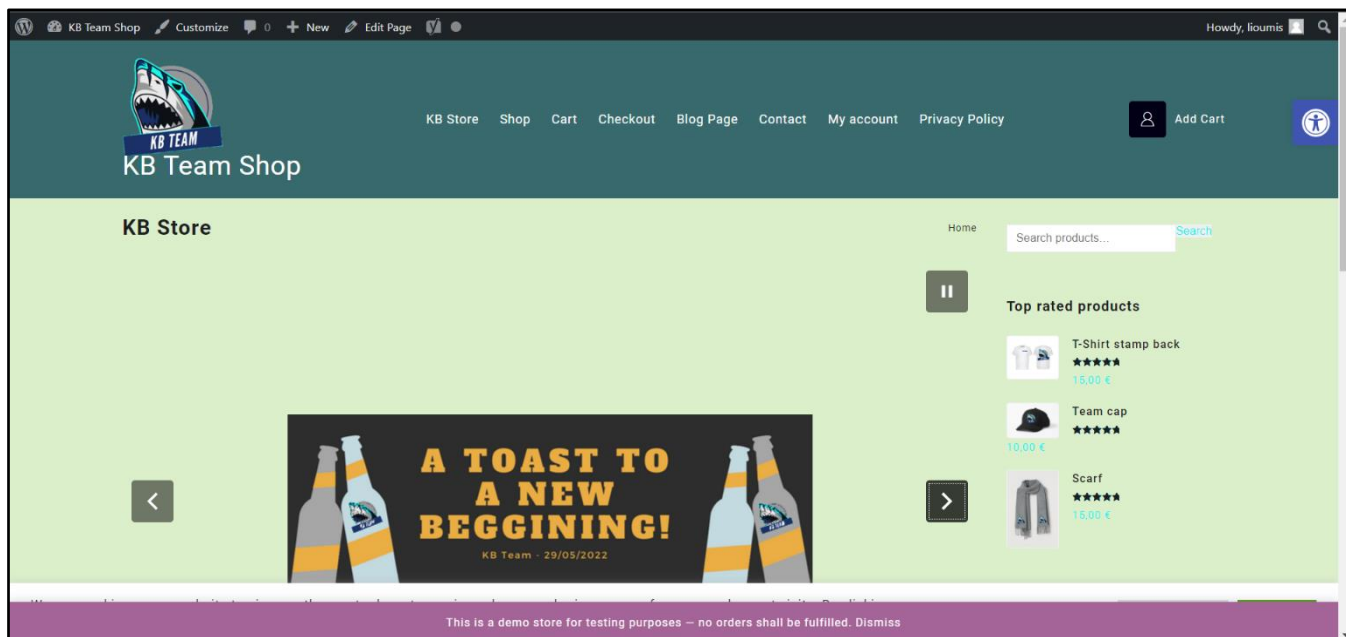 KB Team Shop Customize 0 New Edit Page Howdy, lioumis
KB TEAM
KB Team Shop
KB Store Shop Cart Checkout Blog Page Contact My account Privacy Policy Add Cart
KB Store
Home
Search products... Search
Top rated products
T-Shirt stamp back
15,00 €
Team cap
10,00 €
Scarf
15,00 €
A TOAST TO
A NEW
BEGGINING!
KB Team - 29/05/2022
This is a demo store for testing purposes — no orders shall be fulfilled. Dismiss